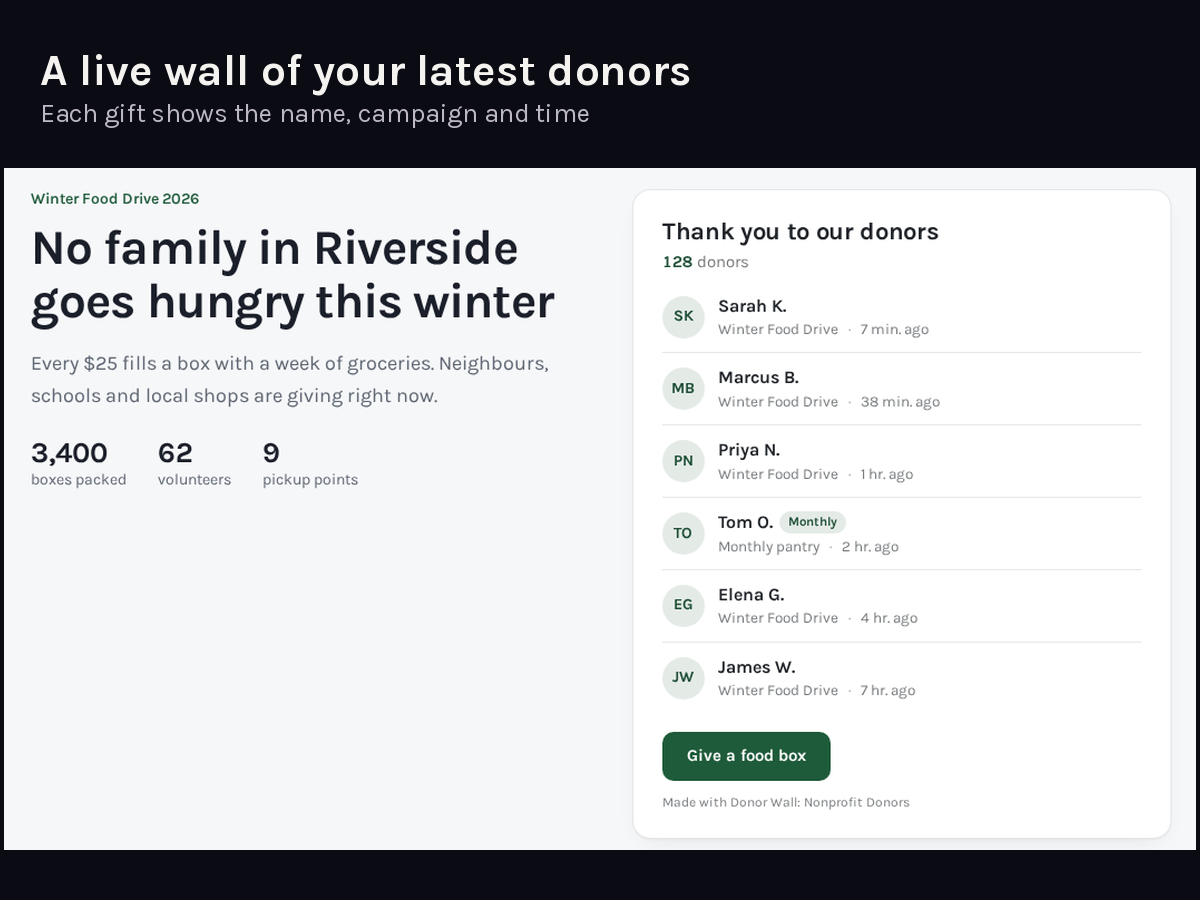 A live wall of your latest donors
Each gift shows the name, campaign and time
Winter Food Drive 2026
No family in Riverside
goes hungry this winter
Every $25 fills a box with a week of groceries. Neighbours,
schools and local shops are giving right now.
3,400 62 9
boxes packed volunteers pickup points
Thank you to our donors
128 donors
SK Sarah K.
Winter Food Drive · 7 min. ago
MB Marcus B.
Winter Food Drive · 38 min. ago
PN Priya N.
Winter Food Drive · 1 hr. ago
TO Tom O. Monthly
Monthly pantry · 2 hr. ago
EG Elena G.
Winter Food Drive · 4 hr. ago
JW James W.
Winter Food Drive · 7 hr. ago
Give a food box
Made with Donor Wall: Nonprofit Donors